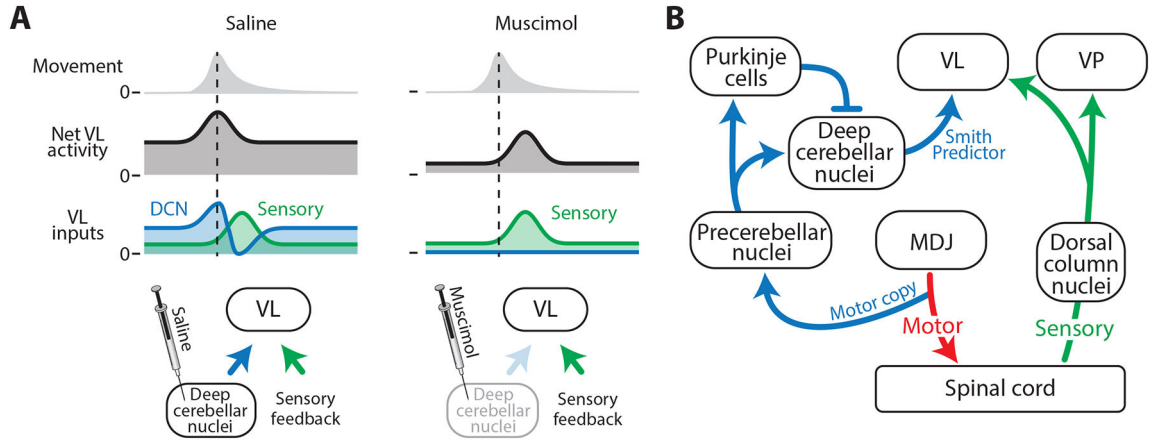 A
Saline
Muscimol
Movement
0
Net VL
activity
0
VL
inputs
DCN
Sensory
Sensory
0
Saline
VL
Deep
cerebellar
nuclei
Sensory
feedback
Muscimol
VL
Deep
cerebellar
nuclei
Sensory
feedback
B
Purkinje
cells
VL
VP
Deep
cerebellar
nuclei
Smith
Predictor
Precerebellar
nuclei
MDJ
Dorsal
column
nuclei
Motor copy
Motor
Sensory
Spinal cord